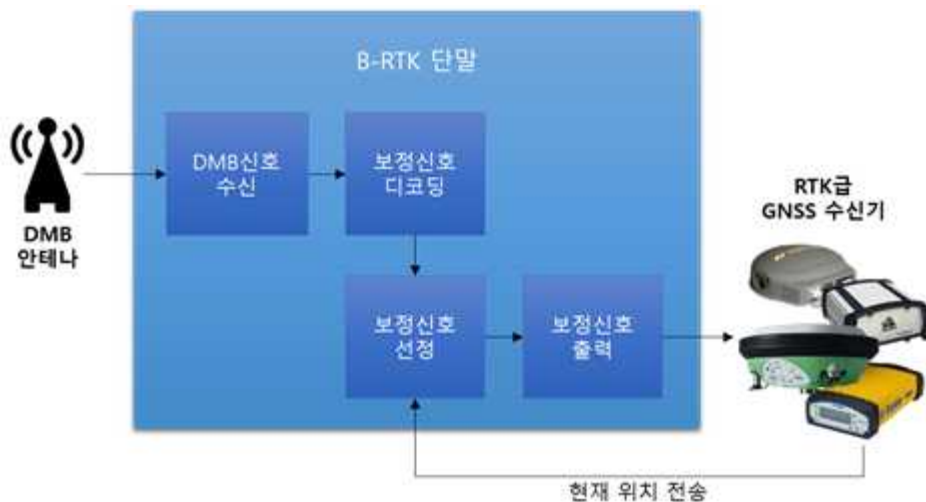 B-RTK 단말
DMB신호
수신
보정신호
디코딩
DMB
안테나
RTK급
GNSS 수신기
보정신호
선정
보정신호
출력
현재 위치 전송